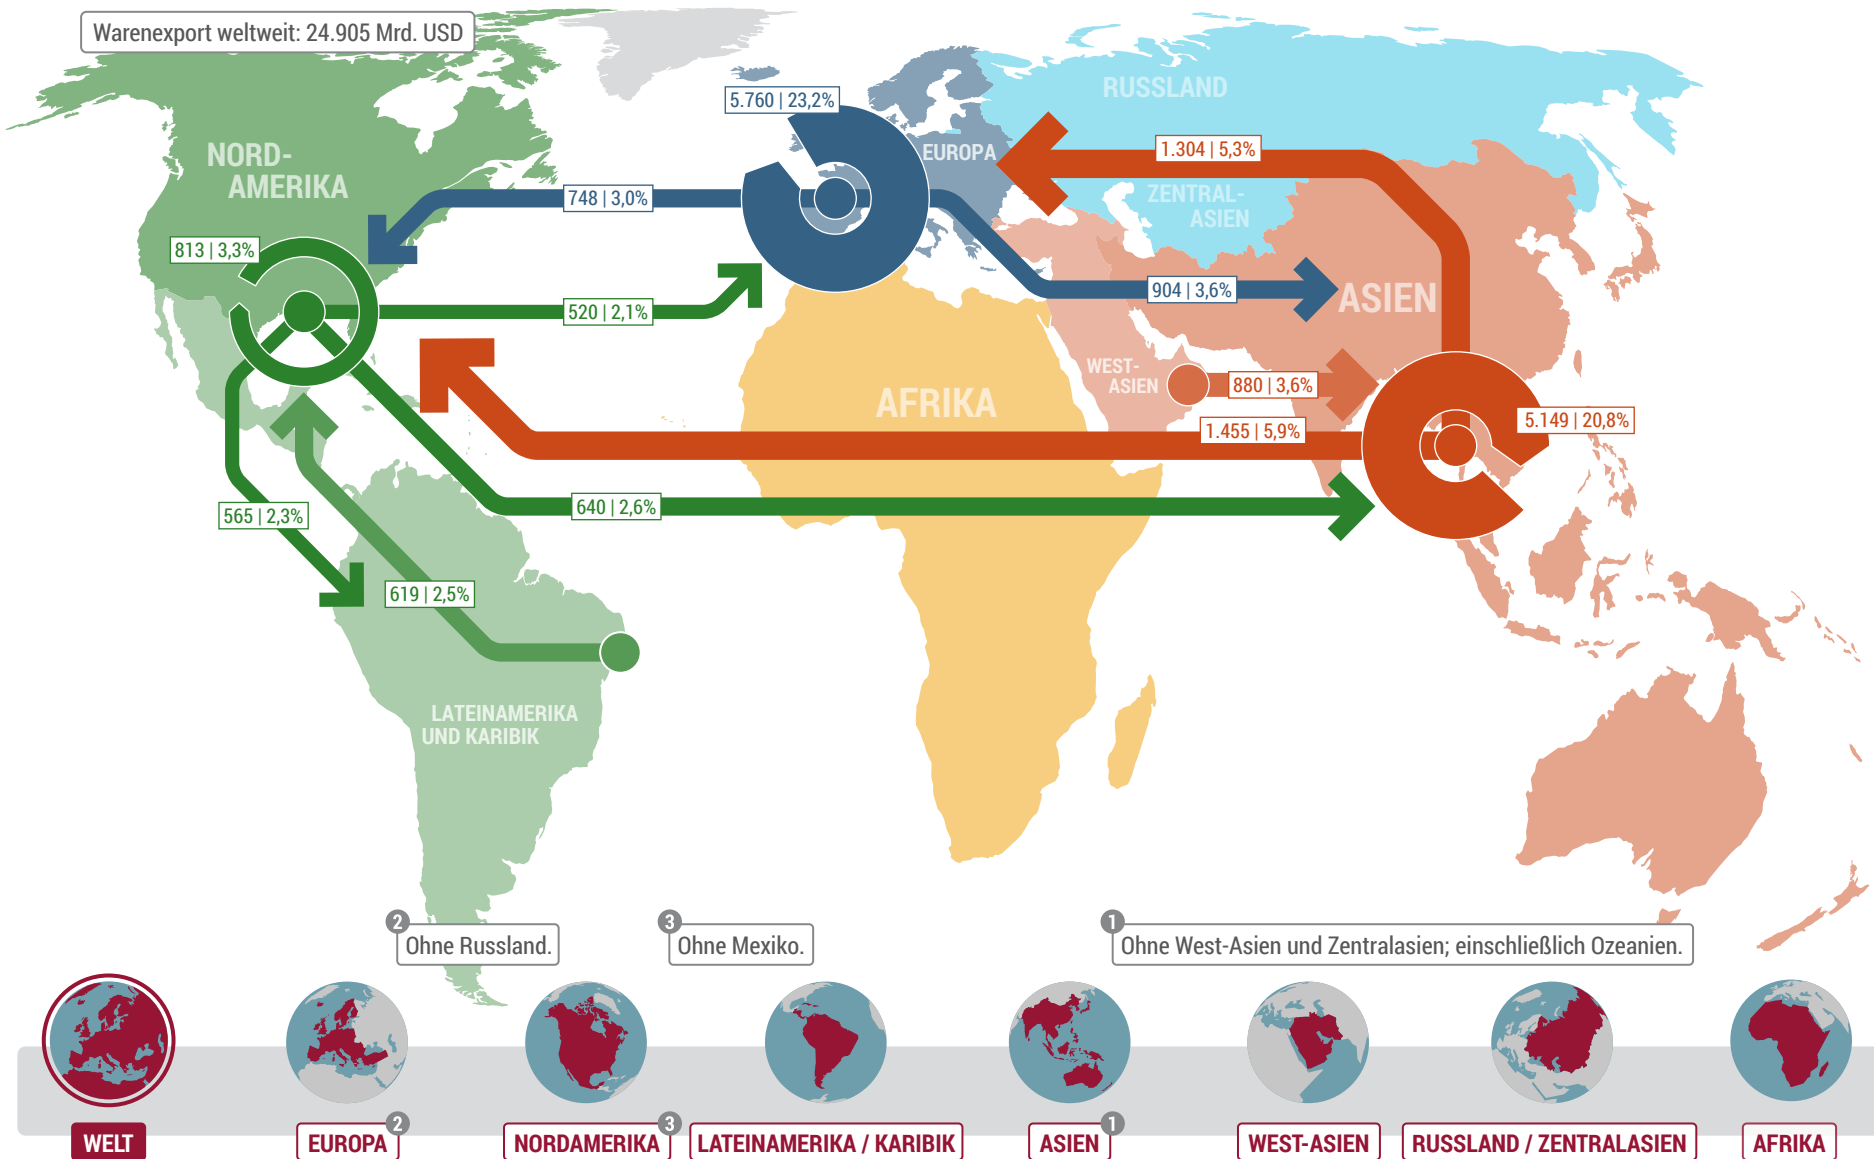 Warenexport weltweit: 24.905 Mrd. USD
RUSSLAND
5.760 | 23,2%
NORD-
AMERIKA
EUROPA
1.304 | 5,3%
748 | 3,0%
ZENTRAL-
ASIEN
813 | 3,3%
904 | 3,6%
ASIEN
520 | 2,1%
WEST-
ASIEN
880 | 3,6%
AFRIKA
5.149 | 20,8%
1.455 | 5,9%
640 | 2,6%
565 | 2,3%
619 | 2,5%
LATEINAMERIKA
UND KARIBIK
2
Ohne Russland.
3
Ohne Mexiko.
1
Ohne West-Asien und Zentralasien; einschließlich Ozeanien.
WELT
EUROPA 2
NORDAMERIKA 3
LATEINAMERIKA / KARIBIK
ASIEN 1
WEST-ASIEN
RUSSLAND / ZENTRALASIEN
AFRIKA